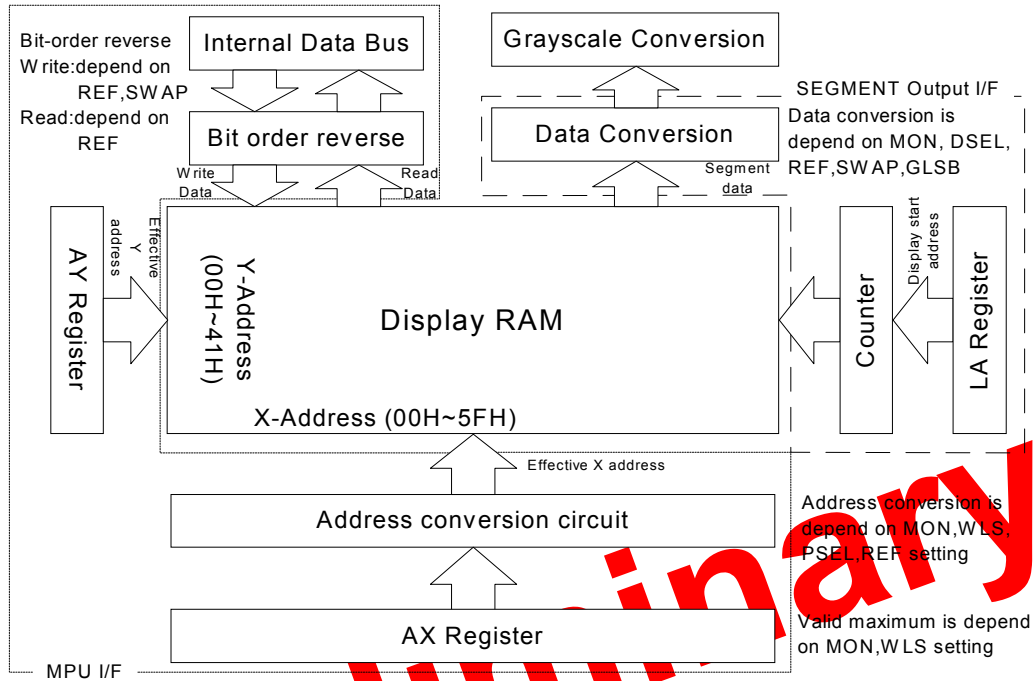 Bit-order reverse
Write:depend on
REF,SWAP
Read:depend on
REF
Internal Data Bus
Grayscale Conversion
SEGMENT Output I/F
Bit order reverse
Data Conversion
Data conversion is
depend on MON, DSEL,
REF,SWAP,GLSB
Write
Data
Read
Data
Segment
data
AY Register
Effective
Y
address
Y-Address
(00H~41H)
Display RAM
X-Address (00H~5FH)
Counter
Display start
address
LA Register
Effective X address
Address conversion circuit
Address conversion is
depend on MON,WLS,
PSEL,REF setting
AX Register
Valid maximum is depend
on MON,WLS setting
MPU I/F